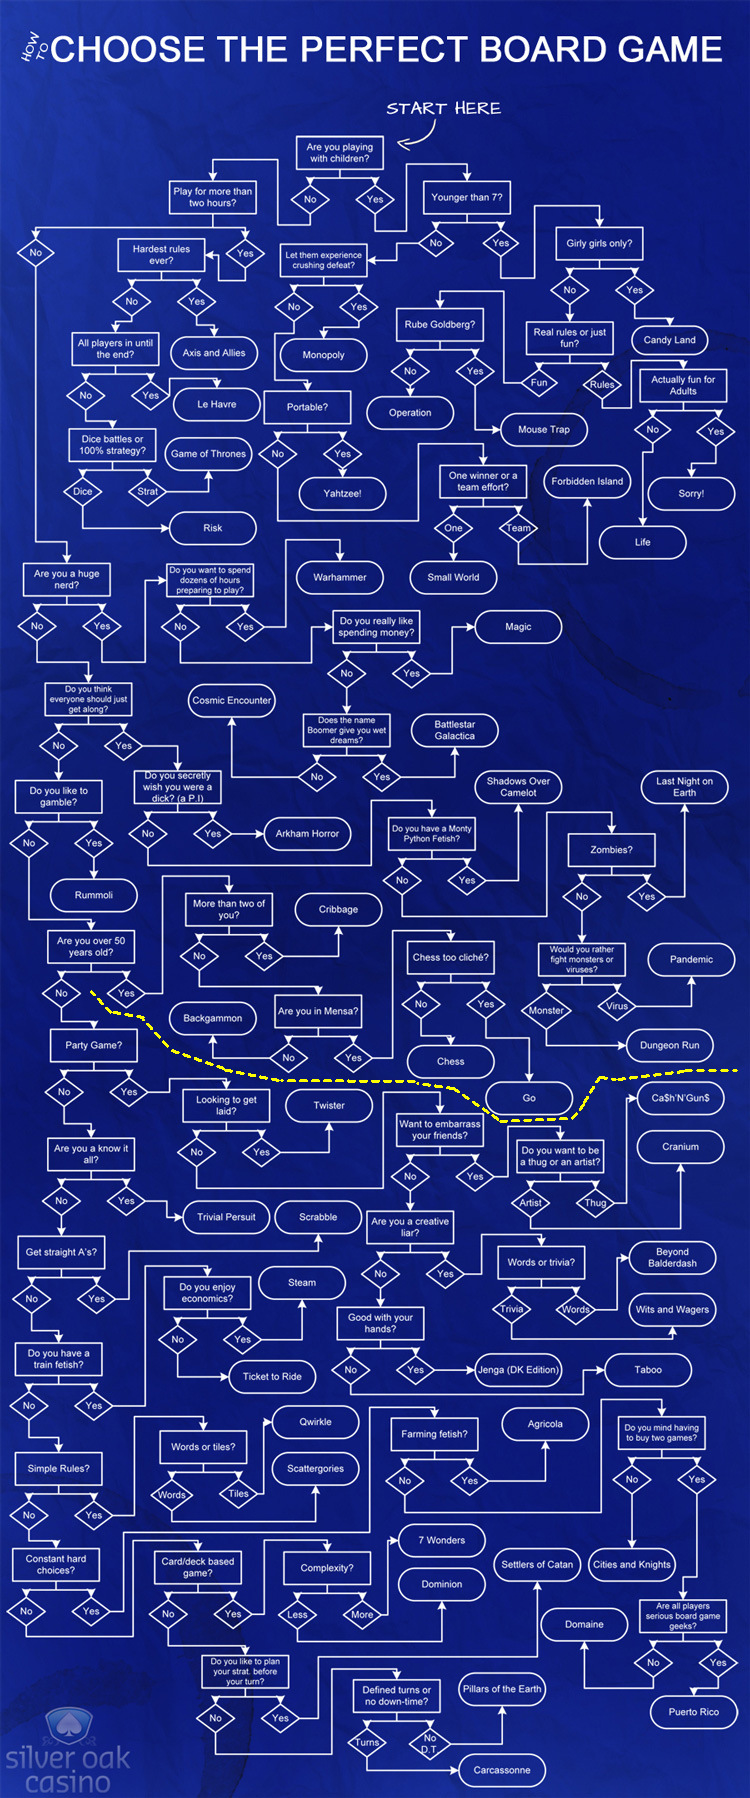 HOW TO CHOOSE THE PERFECT BOARD GAME
START HERE
Are you playing
with children?
No
Yes
Play for more than
two hours?
No
Yes
Younger than 7?
No
Yes
Hardest rules
ever?
No
Yes
Let them experience
crushing defeat?
No
Yes
Girly girls only?
No
Yes
All players in until
the end?
No
Yes
Axis and Allies
Monopoly
Rube Goldberg?
No
Yes
Real rules or just
fun?
Fun
Rules
Candy Land
Le Havre
Portable?
No
Yes
Operation
Mouse Trap
Actually fun for
Adults
No
Yes
Dice battles or
100% strategy?
Dice
Strat
Game of Thrones
Risk
Yahtzee!
One winner or a
team effort?
One
Team
Forbidden Island
Small World
Sorry!
Life
Are you a huge
nerd?
No
Yes
Do you want to spend
dozens of hours
preparing to play?
No
Yes
Warhammer
Do you really like
spending money?
No
Yes
Magic
Do you think
everyone should just
get along?
No
Yes
Cosmic Encounter
Does the name
Boomer give you wet
dreams?
No
Yes
Battlestar
Galactica
Do you like to
gamble?
No
Yes
Do you secretly
wish you were a
dick? (a P.I)
No
Yes
Arkham Horror
Shadows Over
Camelot
Last Night on
Earth
Do you have a Monty
Python Fetish?
No
Yes
Zombies?
No
Yes
Rummoli
Are you over 50
years old?
No
Yes
More than two of
you?
No
Yes
Cribbage
Chess too cliché?
No
Yes
Would you rather
fight monsters or
viruses?
Monster
Virus
Pandemic
Dungeon Run
Backgammon
Are you in Mensa?
No
Yes
Chess
Go
Party Game?
No
Yes
Looking to get
laid?
No
Yes
Twister
Want to embarrass
your friends?
No
Yes
Do you want to be
a thug or an artist?
Artist
Thug
Ca$h'N'Gun$
Cranium
Are you a know it
all?
No
Yes
Trivial Persuit
Scrabble
Are you a creative
liar?
No
Yes
Words or trivia?
Trivia
Words
Beyond
Balderdash
Wits and Wagers
Get straight A's?
No
Yes
Do you enjoy
economics?
No
Yes
Steam
Ticket to Ride
Good with your
hands?
No
Yes
Jenga (DK Edition)
Taboo
Do you have a
train fetish?
No
Yes
Words or tiles?
Words
Tiles
Qwirkle
Scattergories
Farming fetish?
No
Yes
Agricola
Do you mind having
to buy two games?
No
Yes
Simple Rules?
No
Yes
Constant hard
choices?
No
Yes
Card/deck based
game?
No
Yes
Complexity?
Less
More
7 Wonders
Dominion
Settlers of Catan
Cities and Knights
Are all players
serious board game
geeks?
No
Yes
Domaine
Puerto Rico
Do you like to plan
your strat. before
your turn?
No
Yes
Defined turns or
no down-time?
Turns
No
D.T
Pillars of the Earth
Carcassonne
silver oak
casino